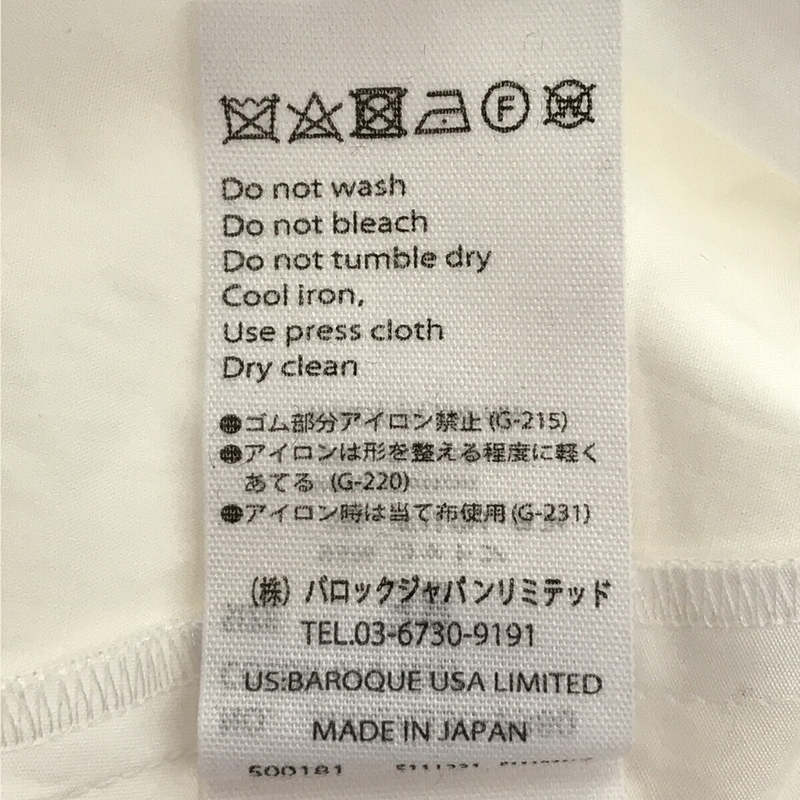 F W
Do not wash
Do not bleach
Do not tumble dry
Cool iron,
Use press cloth
Dry clean
●ゴム部分アイロン禁止(G-215)
●アイロンは形を整える程度に軽く
あてる (G-220)
●アイロン時は当て布使用(G-231)
(株) バロックジャパンリミテッド
TEL.03-6730-9191
US:BAROQUE USA LIMITED
MADE IN JAPAN
500181